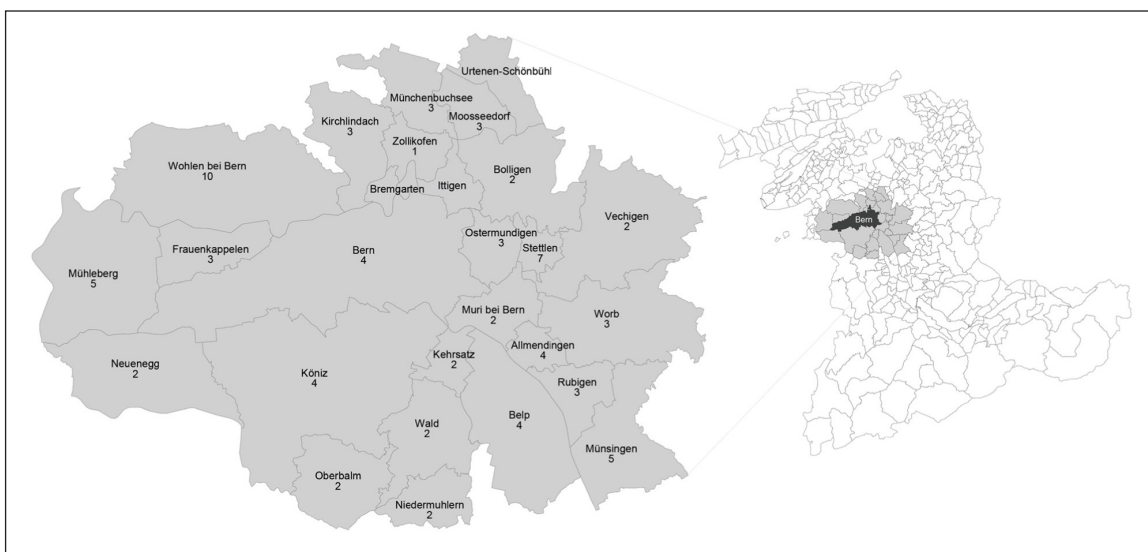 Urtenen-Schönbühl
Münchenbuchsee
3
Moosseedorf
3
Kirchlindach
3
Zollikofen
1
Wohlen bei Bern
10
Bolligen
2
Ittigen
Bremgarten
Vechigen
2
Ostermundigen
3
Stettlen
7
Frauenkappelen
3
Bern
4
Mühleberg
5
Muri bei Bern
2
Worb
3
Allmendingen
4
Kehrsatz
2
Neuenegg
2
Köniz
4
Rubigen
3
Belp
4
Wald
2
Münsingen
5
Oberbalm
2
Niedermuhlern
2
Bern